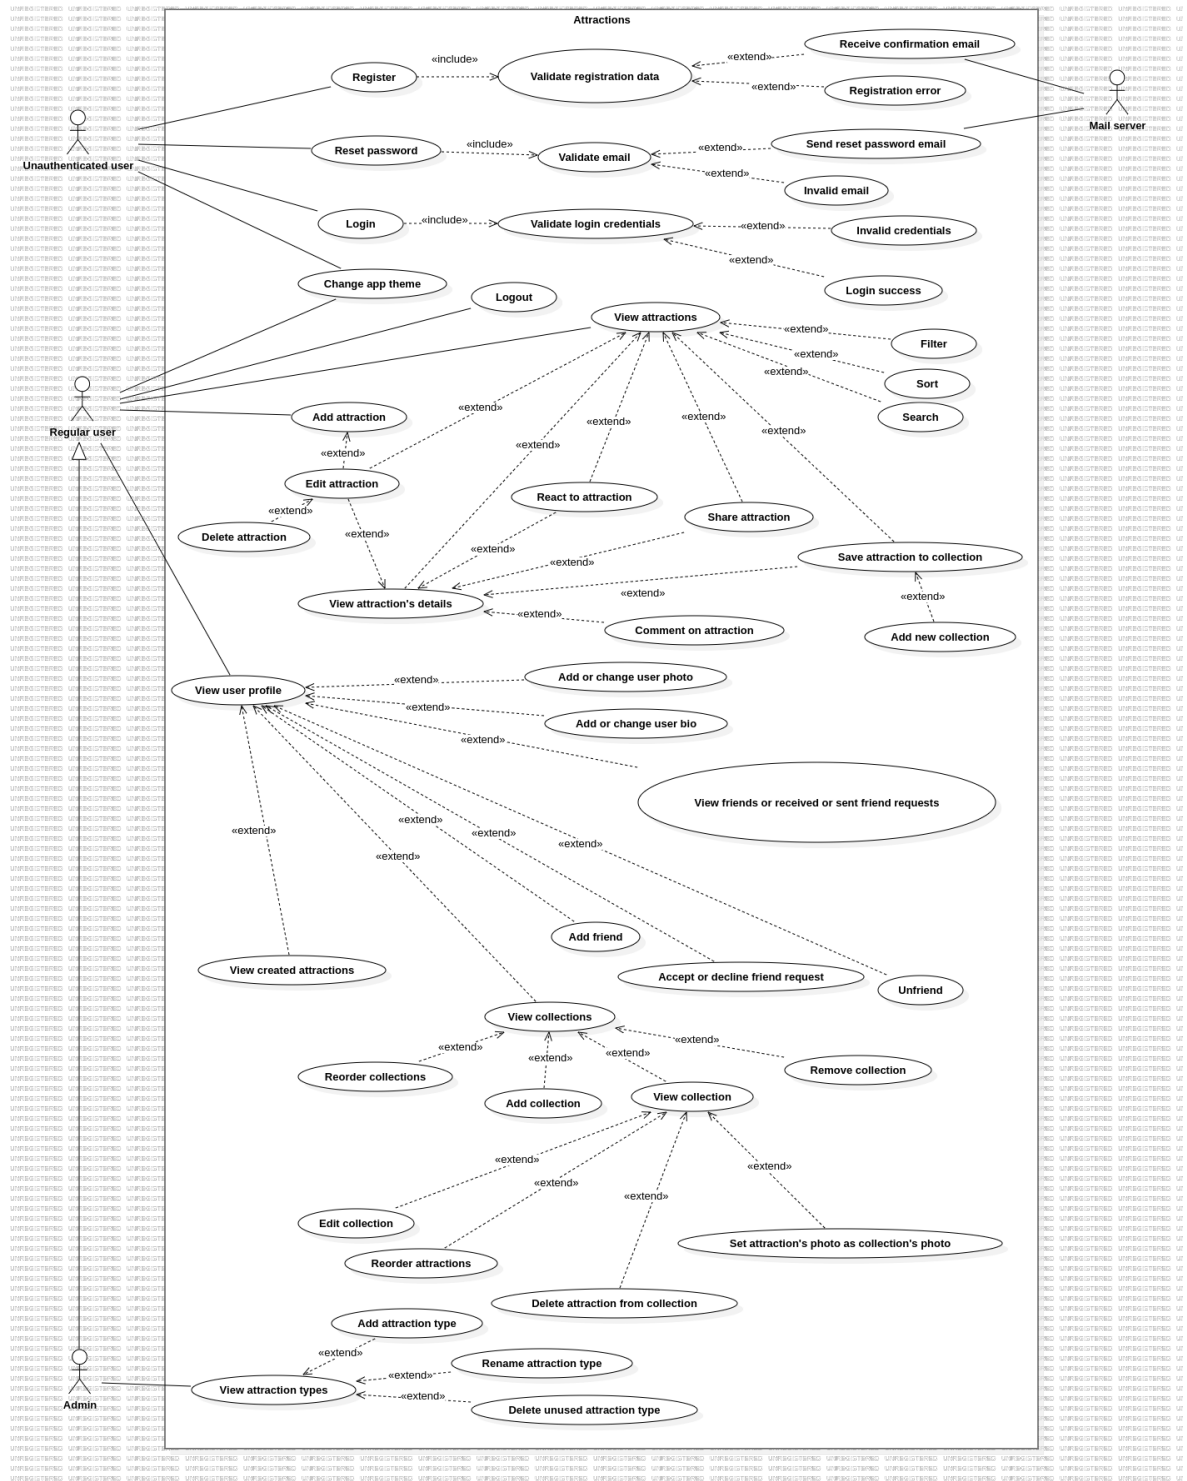 Attractions
Receive confirmation email
«include»
«extend»
Register
Validate registration data
«extend»
Registration error
Mail server
Unauthenticated user
Reset password
«include»
Validate email
«extend»
Send reset password email
«extend»
Invalid email
Login
«include»
Validate login credentials
«extend»
Invalid credentials
«extend»
Login success
Change app theme
Logout
View attractions
«extend»
Filter
«extend»
Sort
«extend»
Search
Regular user
Add attraction
«extend»
«extend»
«extend»
«extend»
«extend»
«extend»
Edit attraction
React to attraction
Share attraction
«extend»
Delete attraction
«extend»
«extend»
«extend»
Save attraction to collection
View attraction's details
«extend»
«extend»
«extend»
Comment on attraction
Add new collection
View user profile
«extend»
Add or change user photo
«extend»
Add or change user bio
«extend»
View friends or received or sent friend requests
«extend»
«extend»
«extend»
«extend»
«extend»
Add friend
View created attractions
Accept or decline friend request
Unfriend
View collections
«extend»
«extend»
«extend»
«extend»
Reorder collections
Add collection
View collection
Remove collection
«extend»
«extend»
«extend»
«extend»
Edit collection
Reorder attractions
Set attraction's photo as collection's photo
Delete attraction from collection
Add attraction type
«extend»
Rename attraction type
«extend»
View attraction types
«extend»
Delete unused attraction type
Admin